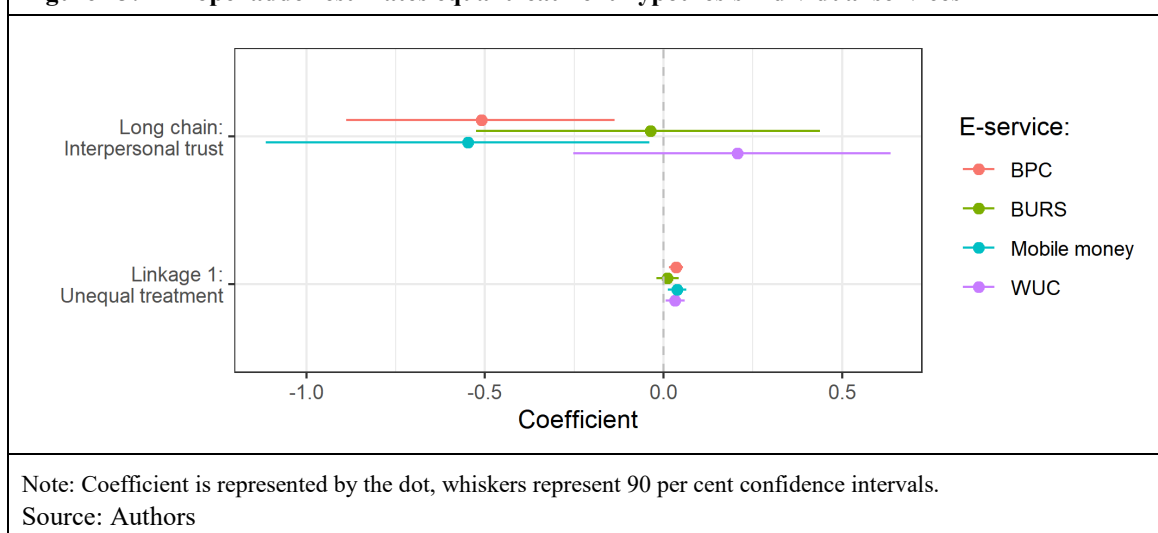 Long chain:
Interpersonal trust
Linkage 1:
Unequal treatment
-1.0 -0.5 0.0 0.5
Coefficient
E-service:
BPC
BURS
Mobile money
WUC
Note: Coefficient is represented by the dot, whiskers represent 90 per cent confidence intervals.
Source: Authors